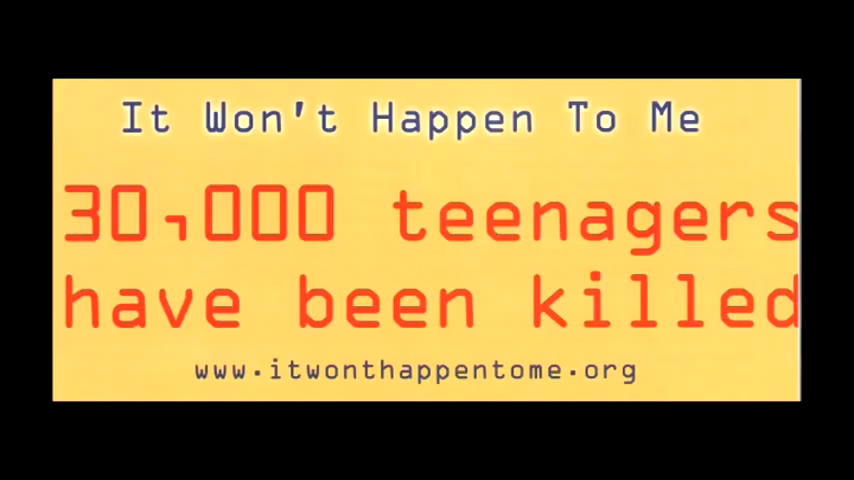 It Won't Happen To Me
30,000 teenagers
have been killed
www.itwonthappentome.org